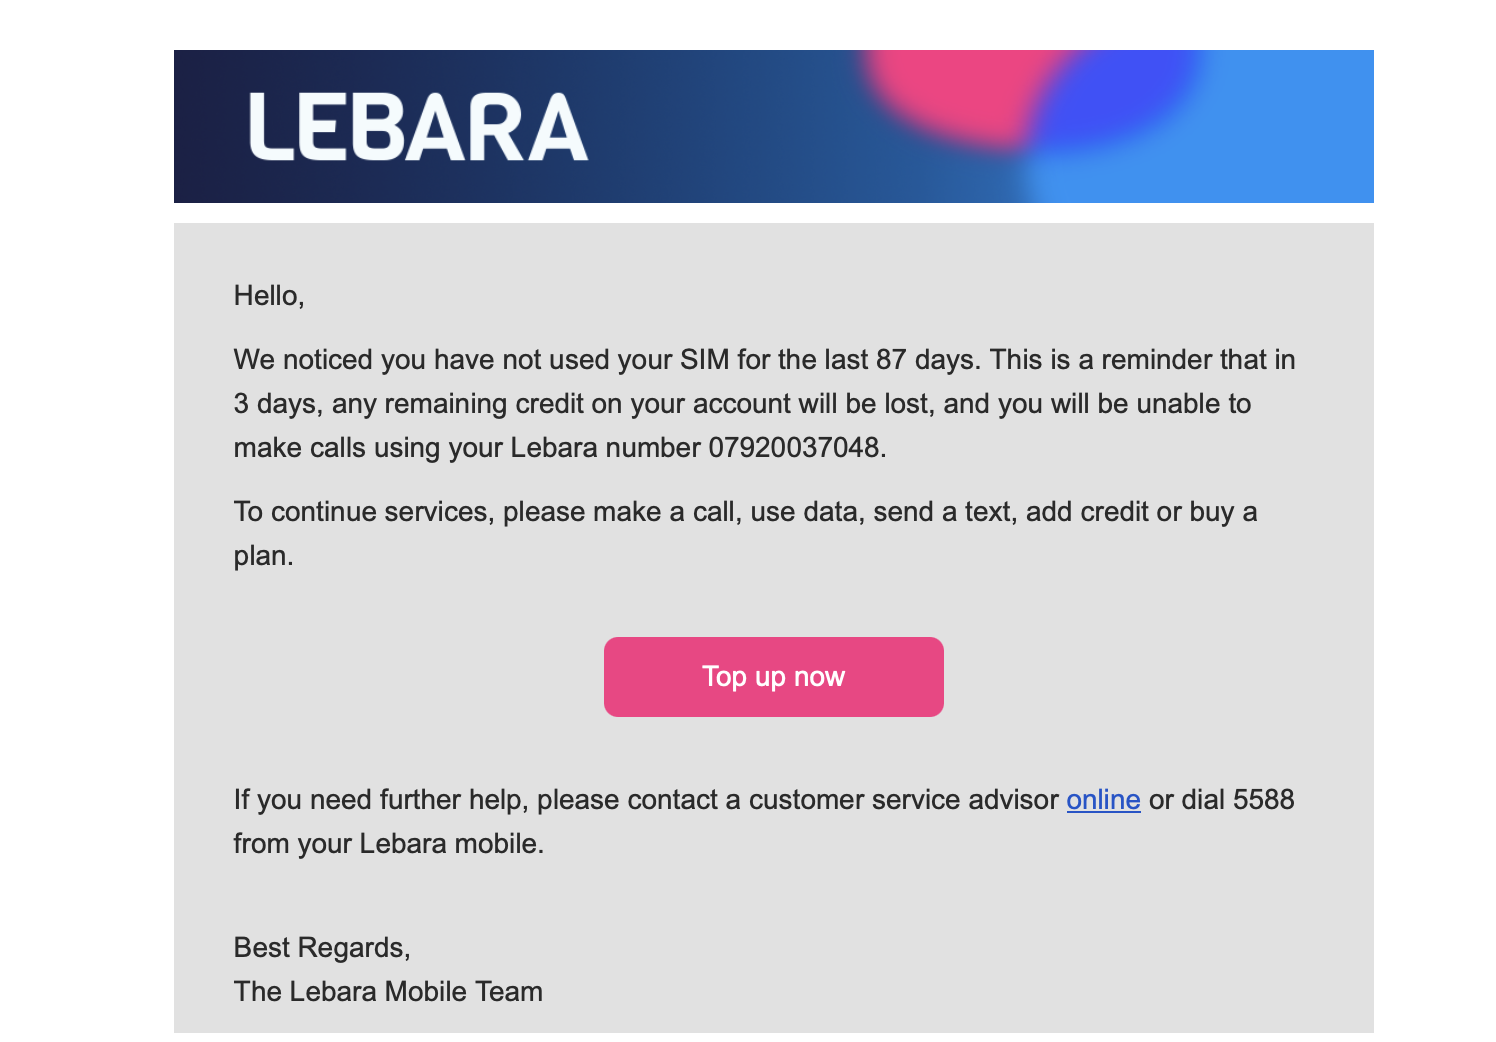 LEBARA
Hello,
We noticed you have not used your SIM for the last 87 days. This is a reminder that in
3 days, any remaining credit on your account will be lost, and you will be unable to
make calls using your Lebara number 07920037048.
To continue services, please make a call, use data, send a text, add credit or buy a
plan.
Top up now
If you need further help, please contact a customer service advisor online or dial 5588
from your Lebara mobile.
Best Regards,
The Lebara Mobile Team